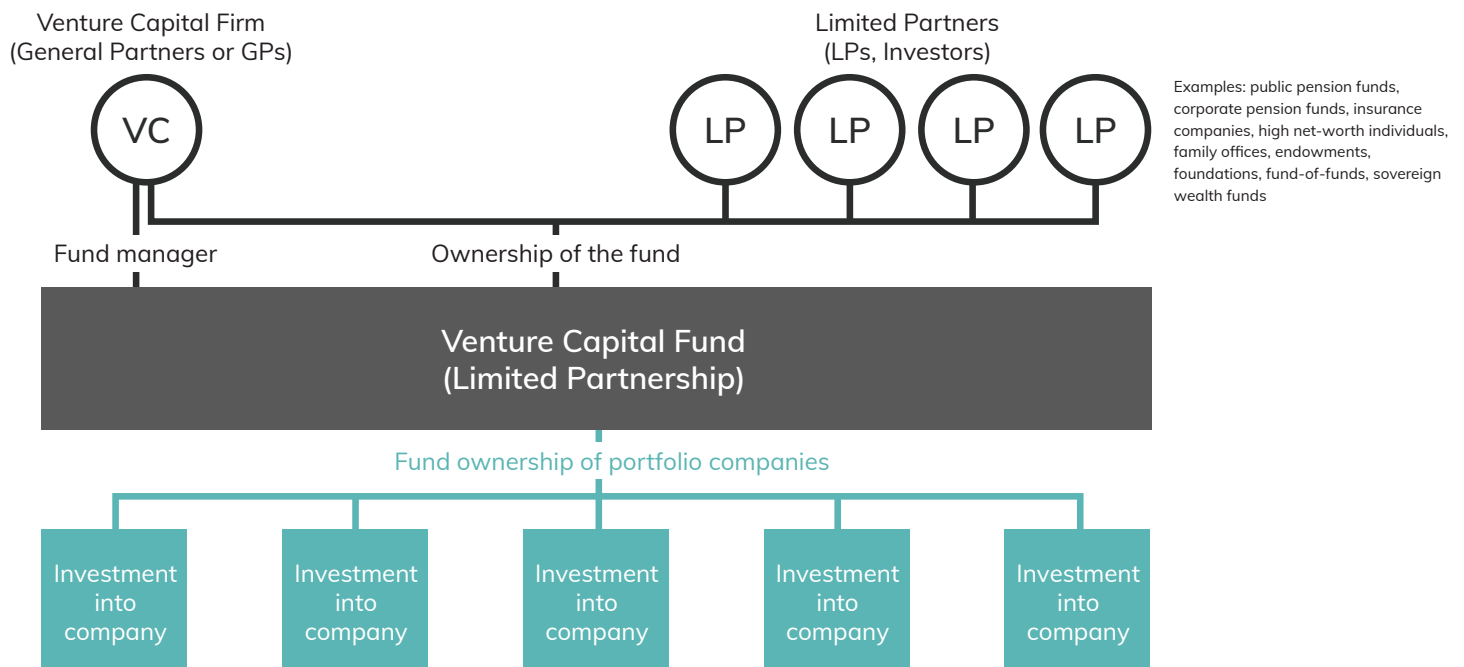 Venture Capital Firm
(General Partners or GPs)
Limited Partners
(LPs, Investors)
VC
LP
LP
LP
LP
Examples: public pension funds,
corporate pension funds, insurance
companies, high net-worth individuals,
family offices, endowments,
foundations, fund-of-funds, sovereign
wealth funds
Fund manager
Ownership of the fund
Venture Capital Fund
(Limited Partnership)
Fund ownership of portfolio companies
Investment
into
company
Investment
into
company
Investment
into
company
Investment
into
company
Investment
into
company